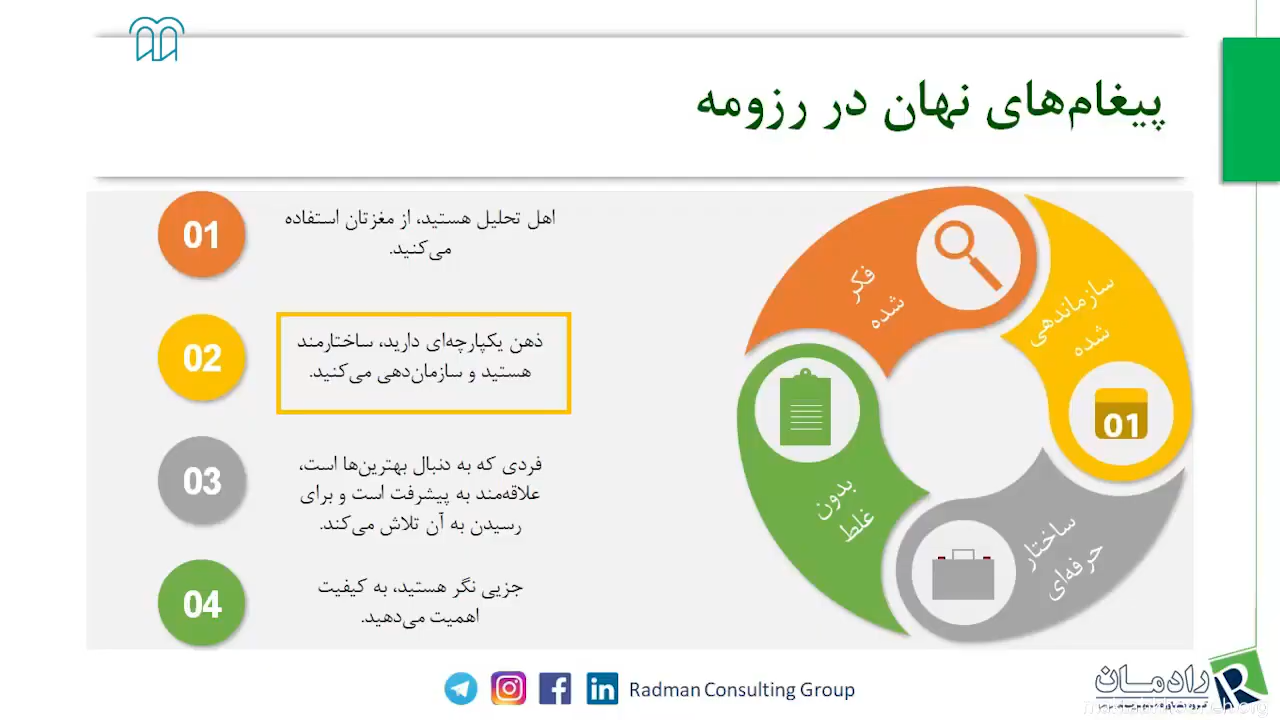 پیغام‌های نهان در رزومه
فکر
شده
سازماندهی
شده
01
ساختار
حرفه‌ای
بدون
غلط
01
اهل تحلیل هستید، از مغزتان استفاده
می‌کنید.
02
ذهن یکپارچه‌ای دارید، ساختارمند
هستید و سازمان‌دهی می‌کنید.
03
فردی که به دنبال بهترین‌ها است،
علاقه‌مند به پیشرفت است و برای
رسیدن به آن تلاش می‌کند.
04
جزیی نگر هستید، به کیفیت
اهمیت می‌دهید.
Radman Consulting Group
رادمــان